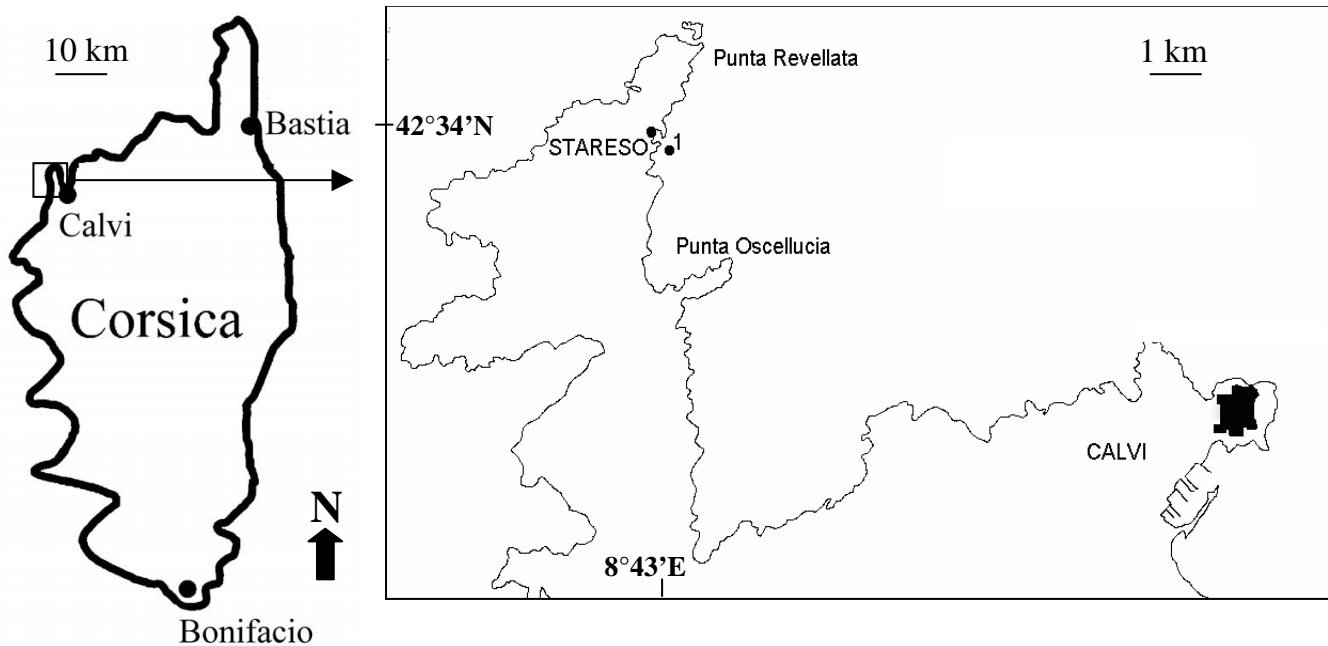 10 km
Bastia
Calvi
Corsica
N
Bonifacio
1 km
Punta Revellata
42°34’N
STARESO
1
Punta Oscellucia
CALVI
8°43’E